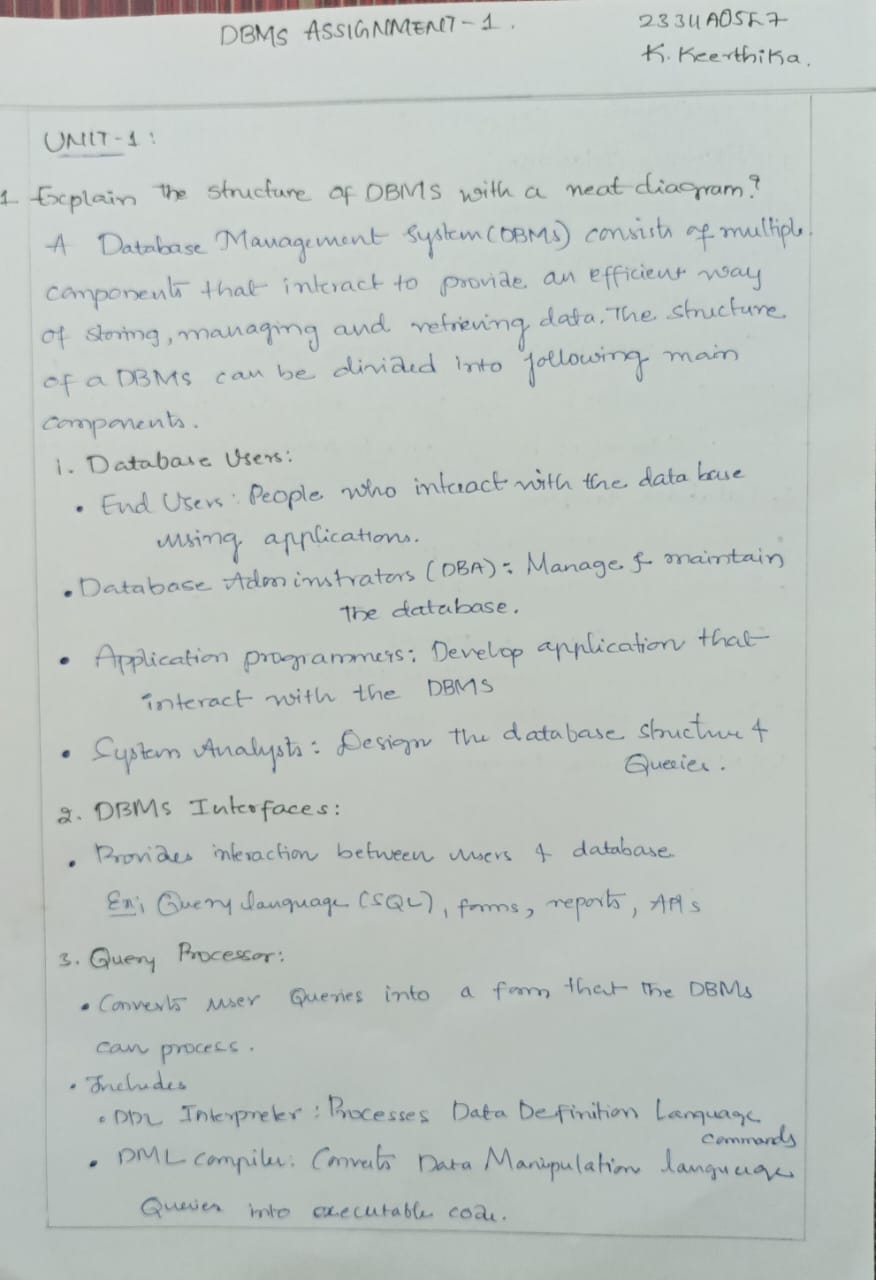 DBMS ASSIGNMENT-1.
K. Keerthika.
UNIT-1:
1 Explain the structure of DBMS with a neat diagram?
A Database Management System (DBMS) consists of multiple
components that interact to provide an efficient way
of storing, managing and retrieving data. The structure
of a DBMS can be divided into following main
components.
1. Database Users:
• End Users: People who interact with the database
using applications.
• Database Adminstrators (DBA): Manage & maintain
the database.
• Application programmers: Develop application that
interact with the DBMS
• System Analysts: Design the database structure &
Queries.
2. DBMS Interfaces:
• Provides interaction between users & database
Ex: Query language (SQL), forms, reports, APIs
3. Query Processor:
• Converts user Queries into a form that the DBMS
can process.
• Includes
• DDL Interpreter: Processes Data Definition Language
commands
• DML compiler: Converts Data Manipulation language
Queries into executable code.